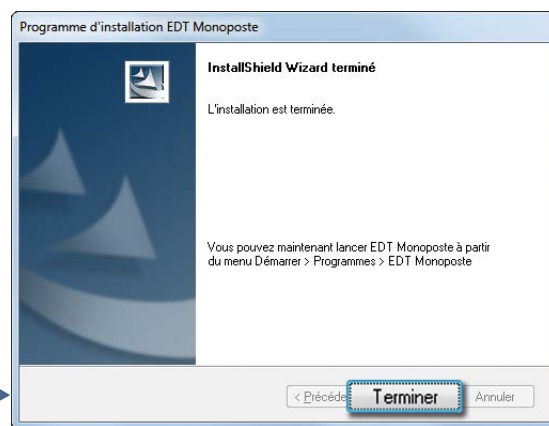 Programme d'installation EDT Monoposte
InstallShield Wizard terminé
L'installation est terminée.
Vous pouvez maintenant lancer EDT Monoposte à partir
du menu Démarrer > Programmes > EDT Monoposte
< Précéde Terminer Annuler